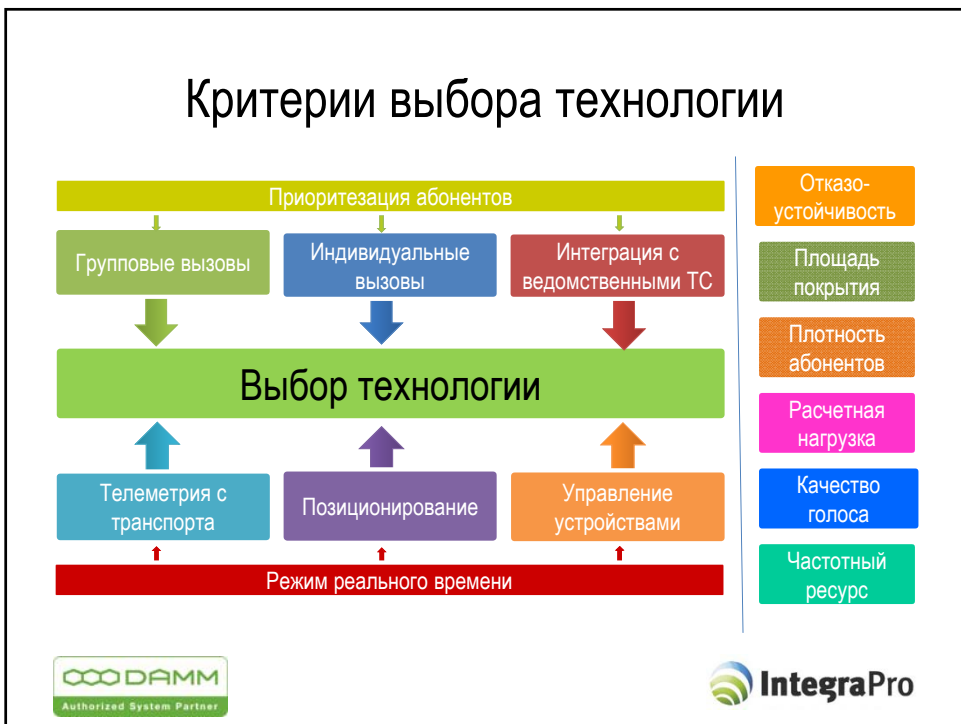 Критерии выбора технологии
Приоритезация абонентов
Групповые вызовы
Индивидуальные
вызовы
Интеграция с
ведомственными ТС
Выбор технологии
Телеметрия с
транспорта
Позиционирование
Управление
устройствами
Режим реального времени
Отказо-
устойчивость
Площадь
покрытия
Плотность
абонентов
Расчетная
нагрузка
Качество
голоса
Частотный
ресурс
DAMM
Authorized System Partner
IntegraPro